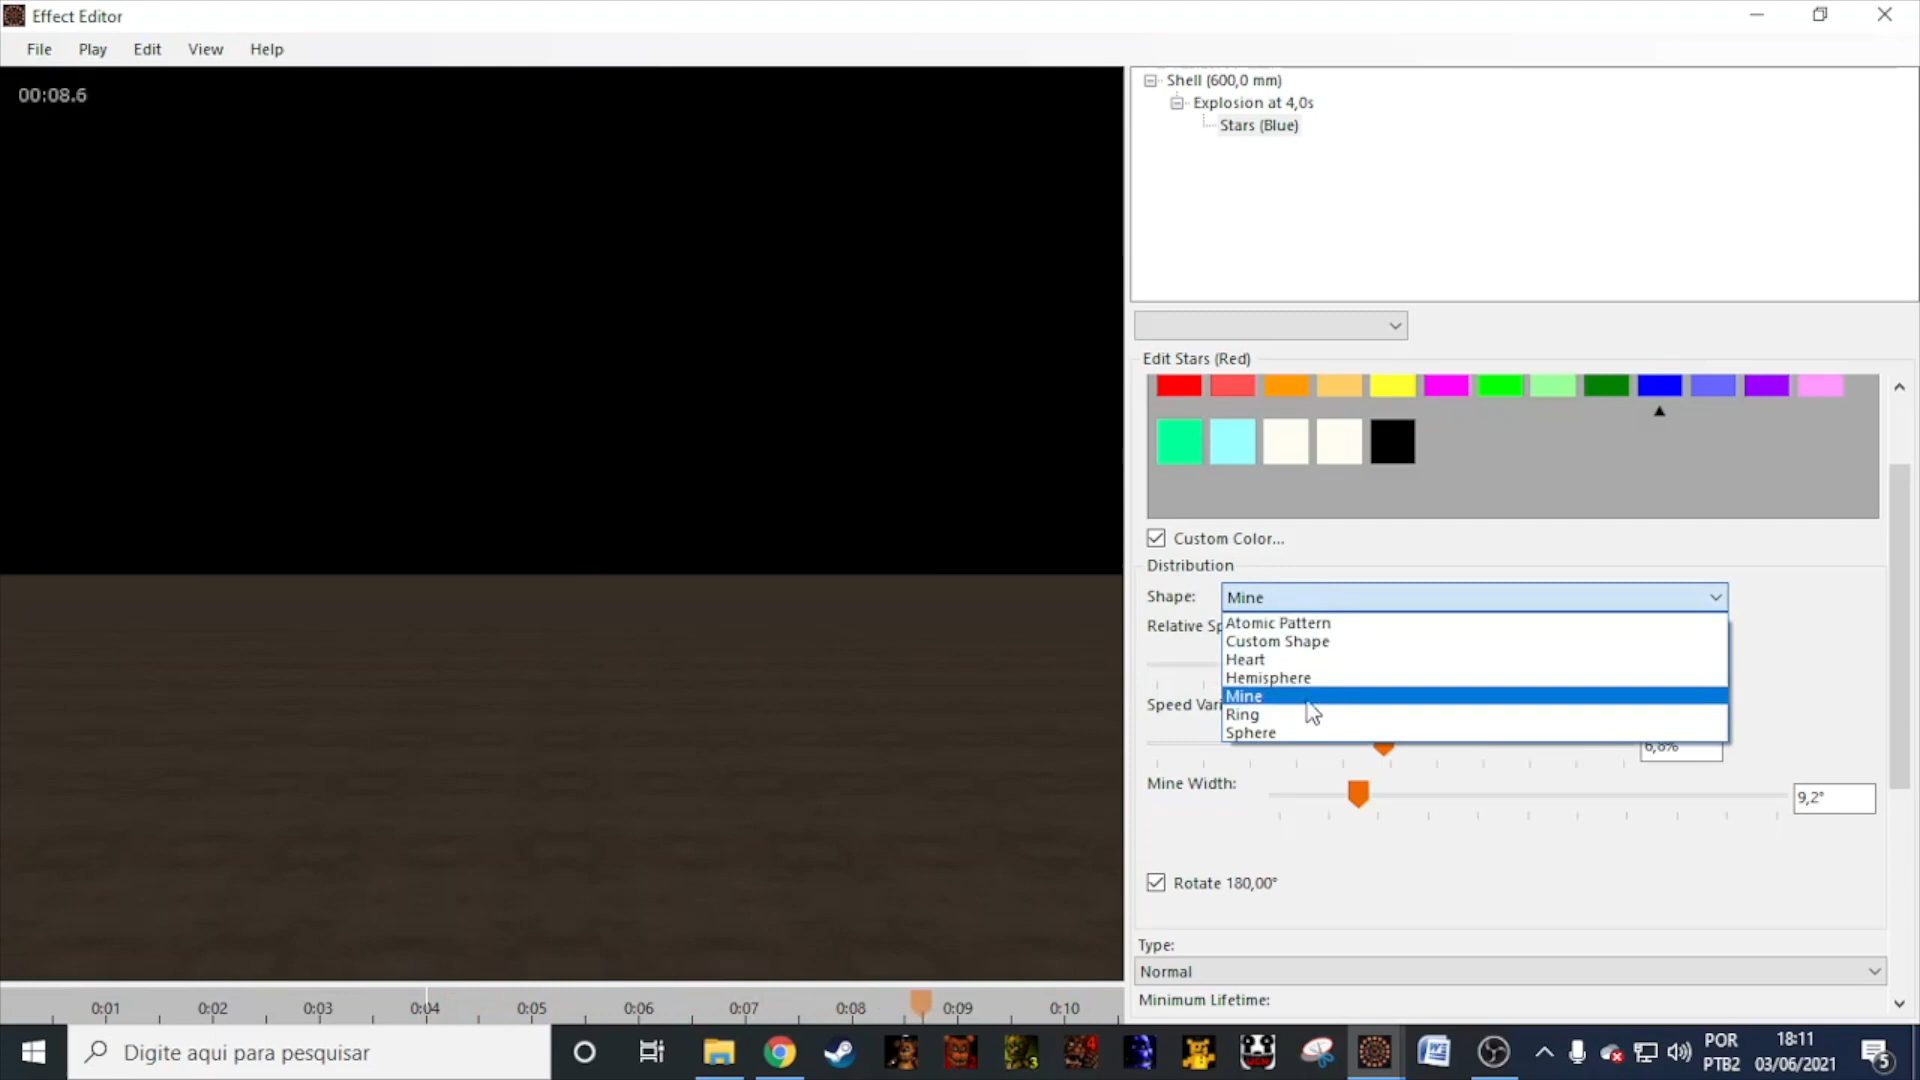 Effect Editor
File Play Edit View Help
00:08.6
Shell (600,0 mm)
Explosion at 4,0s
Stars (Blue)
Edit Stars (Red)
Custom Color...
Distribution
Shape: Mine
Atomic Pattern
Relative Sp
Custom Shape
Heart
Hemisphere
Mine
Speed Vari
Ring
Sphere
6,8%
Mine Width:
9,2°
Rotate 180,00°
Type:
Normal
Minimum Lifetime:
0:01 0:02 0:03 0:04 0:05 0:06 0:07 0:08 0:09 0:10
Digite aqui para pesquisar
POR
PTB2
18:11
03/06/2021
5